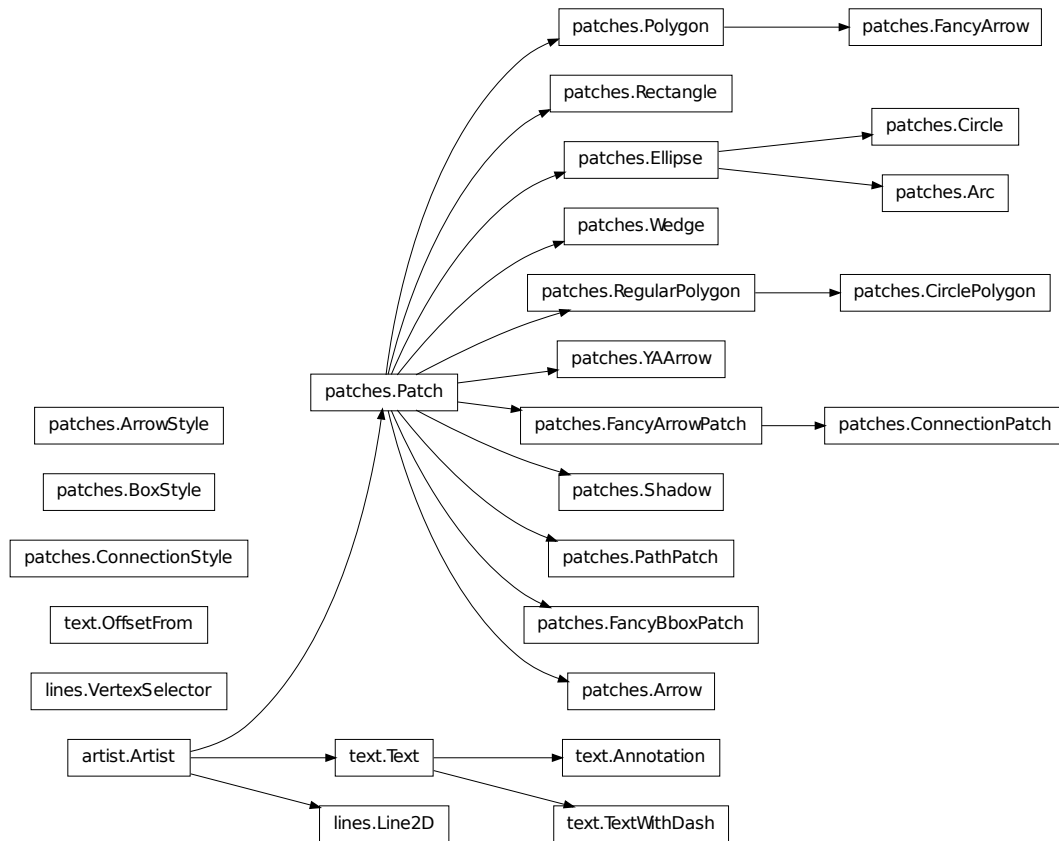 patches.Polygon
patches.FancyArrow
patches.Rectangle
patches.Circle
patches.Ellipse
patches.Arc
patches.Wedge
patches.RegularPolygon
patches.CirclePolygon
patches.YAArrow
patches.Patch
patches.ArrowStyle
patches.FancyArrowPatch
patches.ConnectionPatch
patches.BoxStyle
patches.Shadow
patches.ConnectionStyle
patches.PathPatch
text.OffsetFrom
patches.FancyBboxPatch
lines.VertexSelector
patches.Arrow
artist.Artist
text.Text
text.Annotation
lines.Line2D
text.TextWithDash